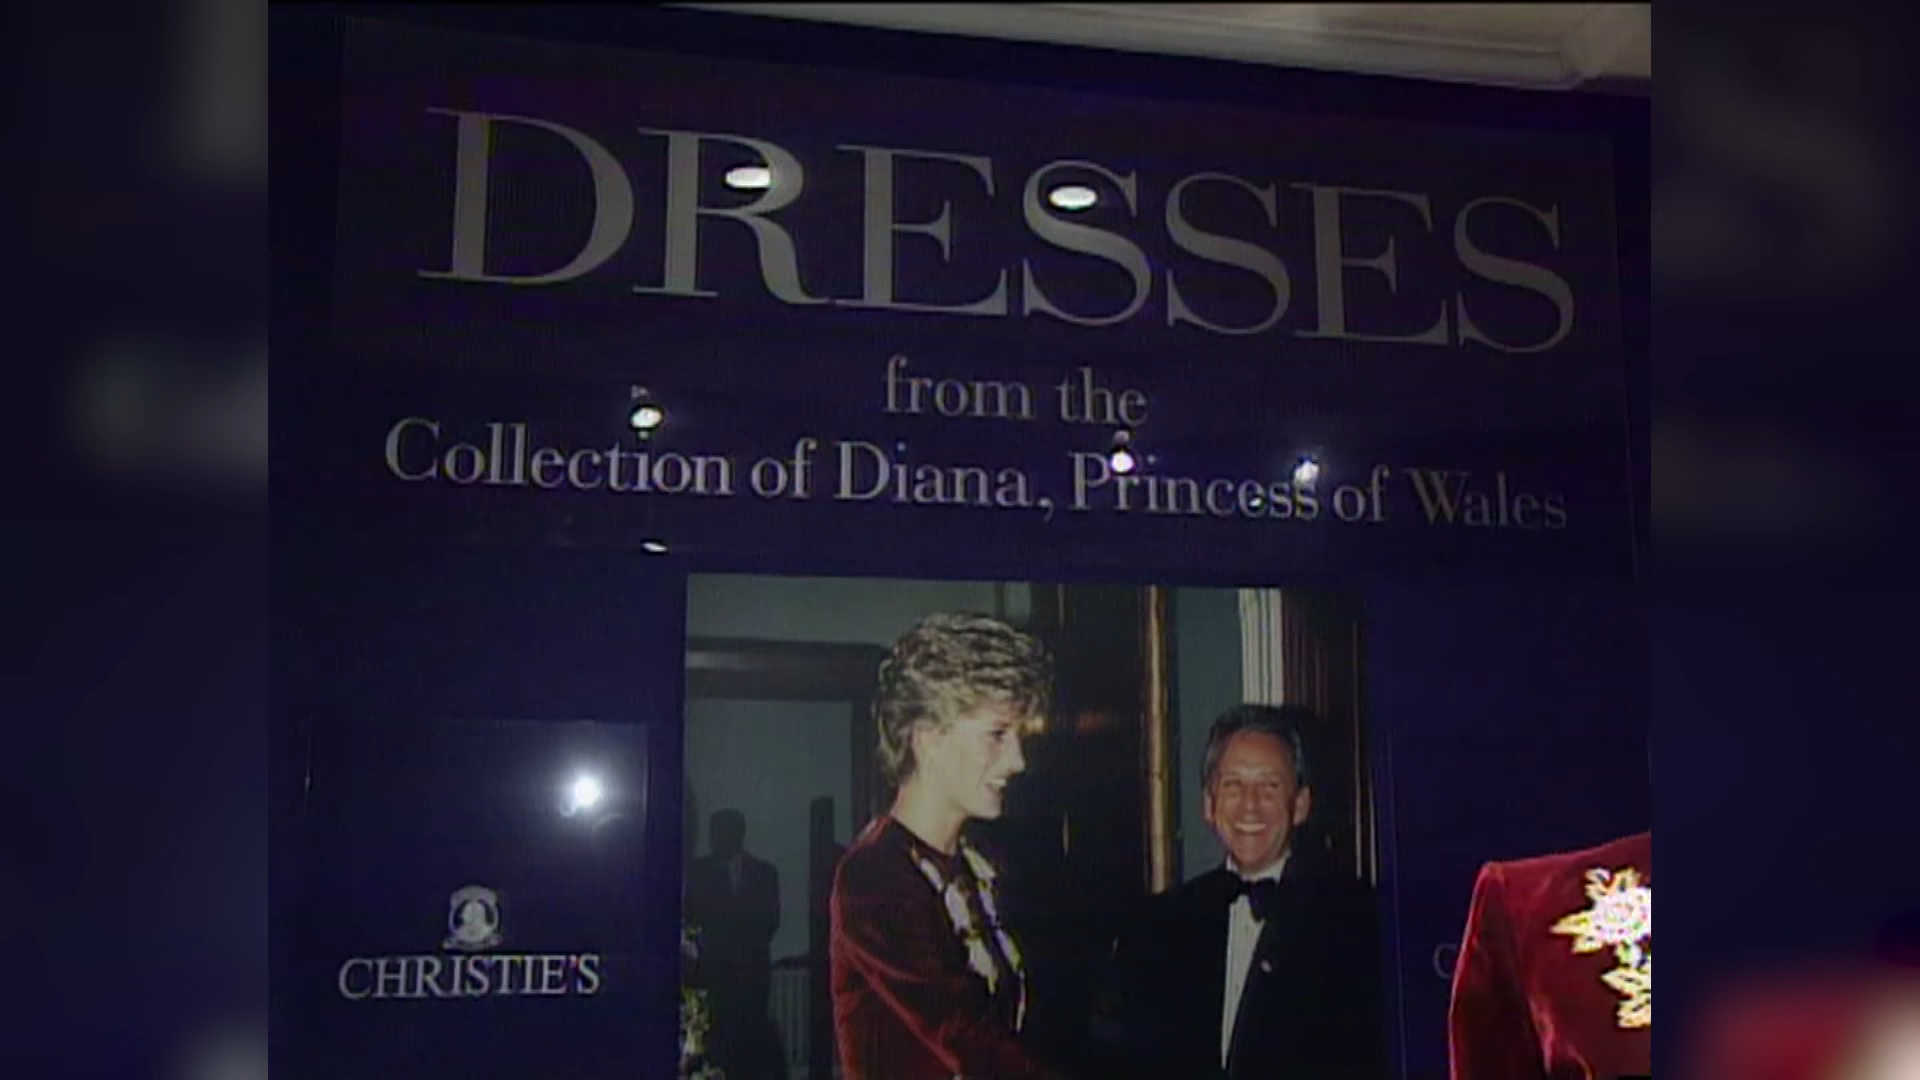 DRESSES
from the
Collection of Diana, Princess of Wales
CHRISTIE'S